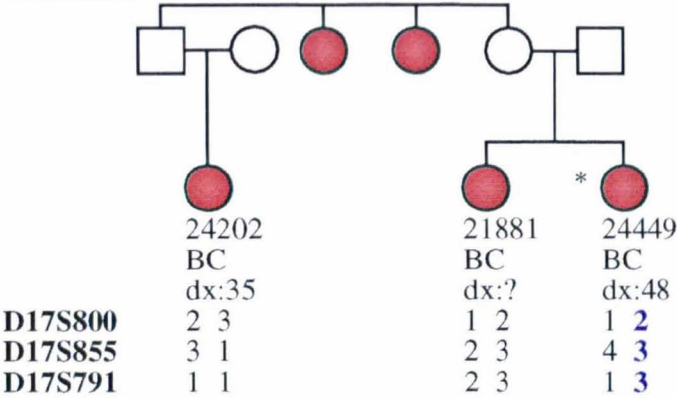 *
24202 21881 24449
BC BC BC
dx:35 dx:? dx:48
D17S800 2 3 1 2 1 2
D17S855 3 1 2 3 4 3
D17S791 1 1 2 3 1 3